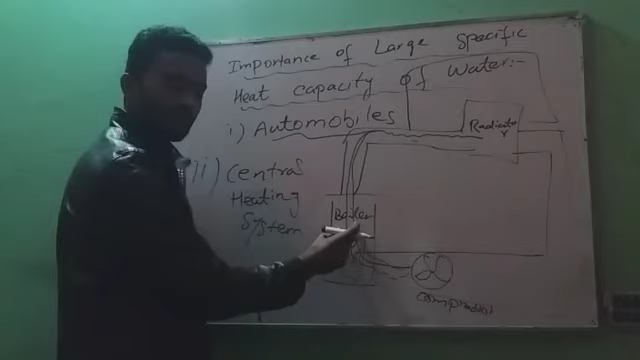 Importance of Large Specific
Heat capacity of Water:-
i) Automobiles
ii) Central
Heating
System
Radiator
Boiler